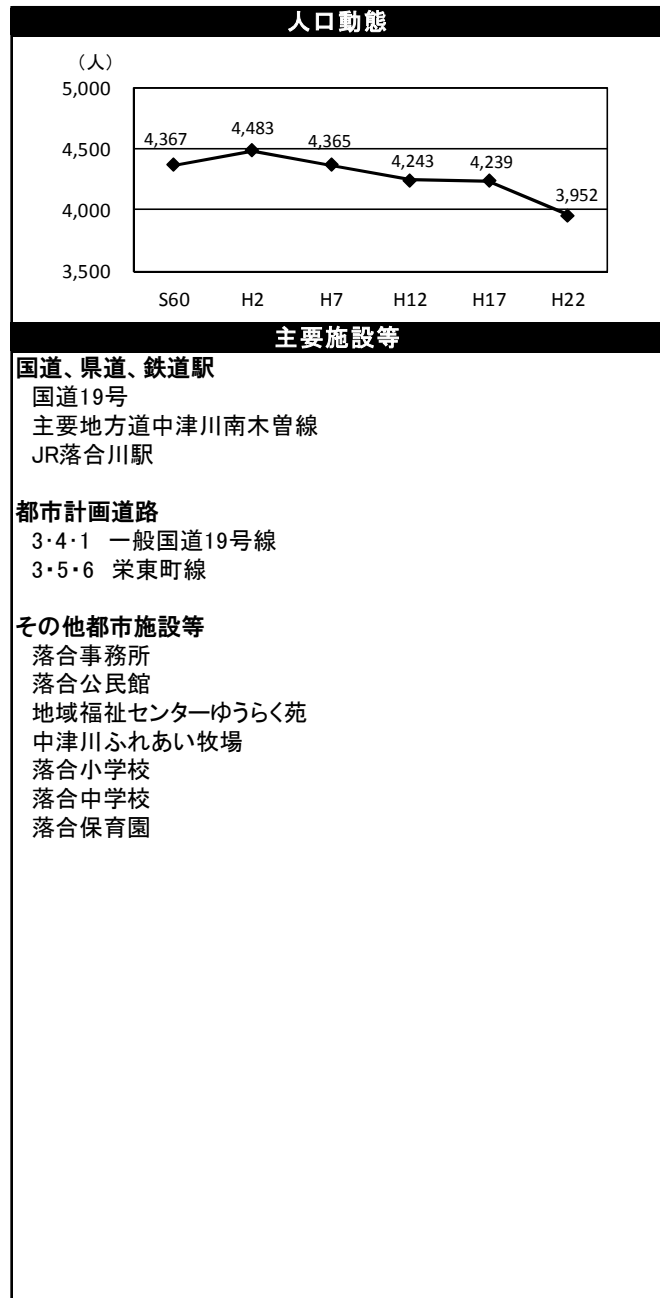 人口動態
（人）
5,000
4,500
4,000
3,500
4,367
4,483
4,365
4,243
4,239
3,952
S60 H2 H7 H12 H17 H22
主要施設等
国道、県道、鉄道駅
国道19号
主要地方道中津川南木曽線
JR落合川駅
都市計画道路
3･4･1 一般国道19号線
3・5・6 栄東町線
その他都市施設等
落合事務所
落合公民館
地域福祉センターゆうらく苑
中津川ふれあい牧場
落合小学校
落合中学校
落合保育園